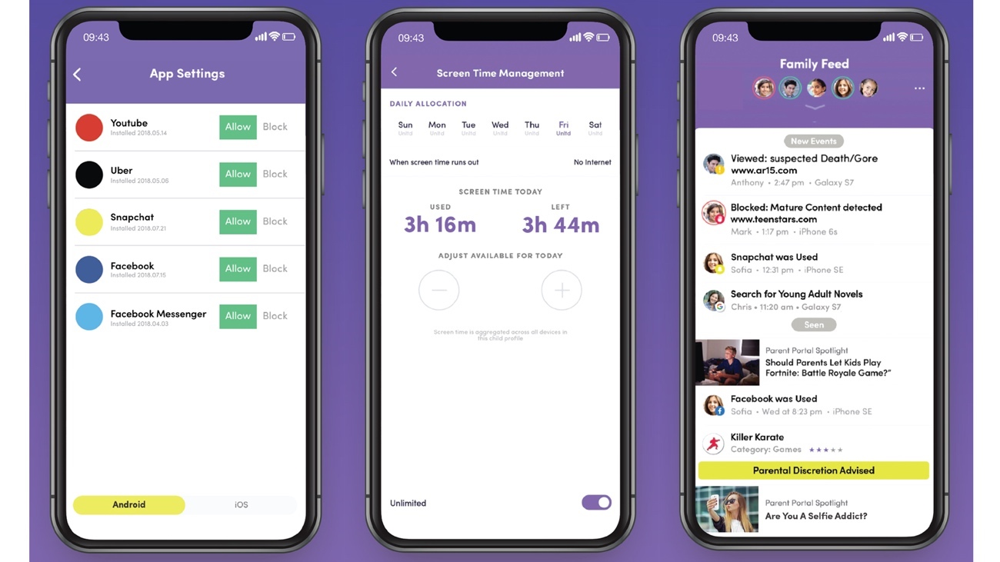 09:43
App Settings
Youtube
Installed 2018.05.14
Allow Block
Uber
Installed 2018.05.06
Allow Block
Snapchat
Installed 2018.07.21
Allow Block
Facebook
Installed 2018.07.15
Allow Block
Facebook Messenger
Installed 2018.04.03
Allow Block
Android iOS
09:43
Screen Time Management
DAILY ALLOCATION
Sun Mon Tue Wed Thu Fri Sat
Unltd Unltd Unltd Unltd Unltd Unltd Unltd
When screen time runs out No Internet
SCREEN TIME TODAY
USED LEFT
3h 16m 3h 44m
ADJUST AVAILABLE FOR TODAY
Screen time is aggregated across all devices in
this child profile
Unlimited
09:43
Family Feed
New Events
Viewed: suspected Death/Gore
www.ar15.com
Anthony • 2:47 pm • Galaxy S7
Blocked: Mature Content detected
www.teenstars.com
Mark • 1:17 pm • iPhone 6s
Snapchat was Used
Sofia • 12:31 pm • iPhone SE
Search for Young Adult Novels
Chris • 11:20 am • Galaxy S7
Seen
Parent Portal Spotlight
Should Parents Let Kids Play
Fortnite: Battle Royale Game?”
Facebook was Used
Sofia • Wed at 8:23 pm • iPhone SE
Killer Karate
Category: Games
Parental Discretion Advised
Parent Portal Spotlight
Are You A Selfie Addict?